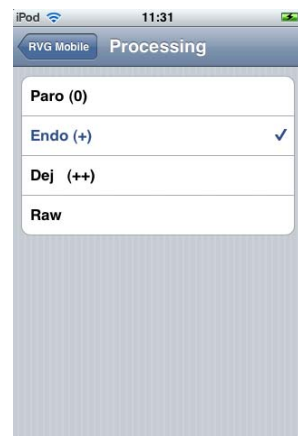 iPod 11:31
RVG Mobile Processing
Paro (0)
Endo (+)
Dej (++)
Raw